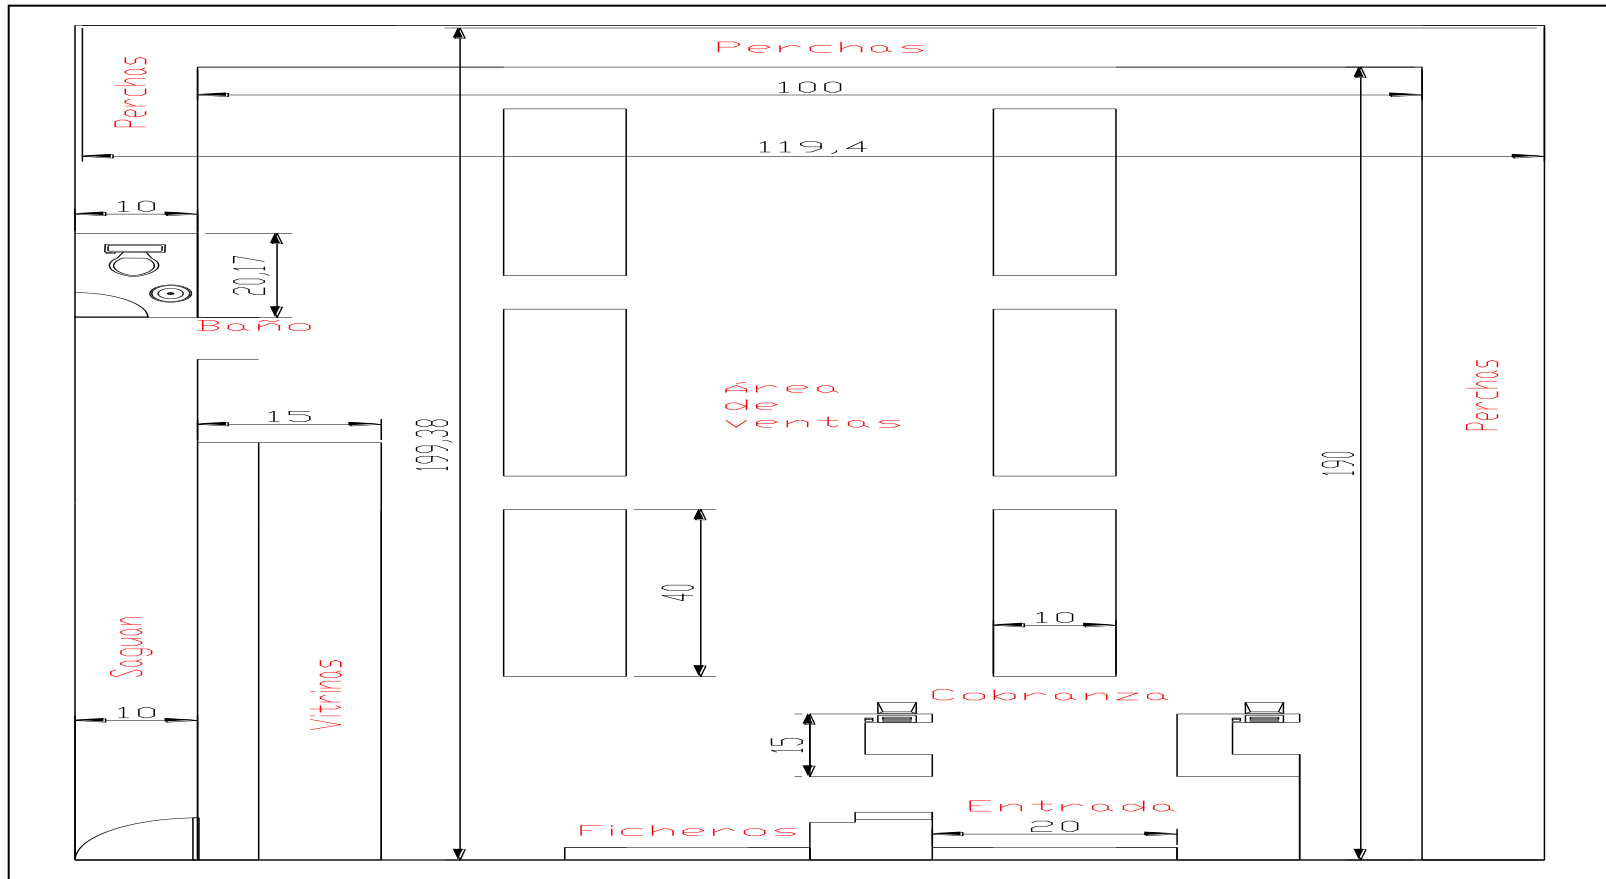 Perchas
Perchas
100
119,4
10
20,17
Baño
Área
de
ventas
Perchas
15
199,38
190
40
10
Saguan
Vitrinas
10
Cobranza
15
Entrada
20
Ficheros